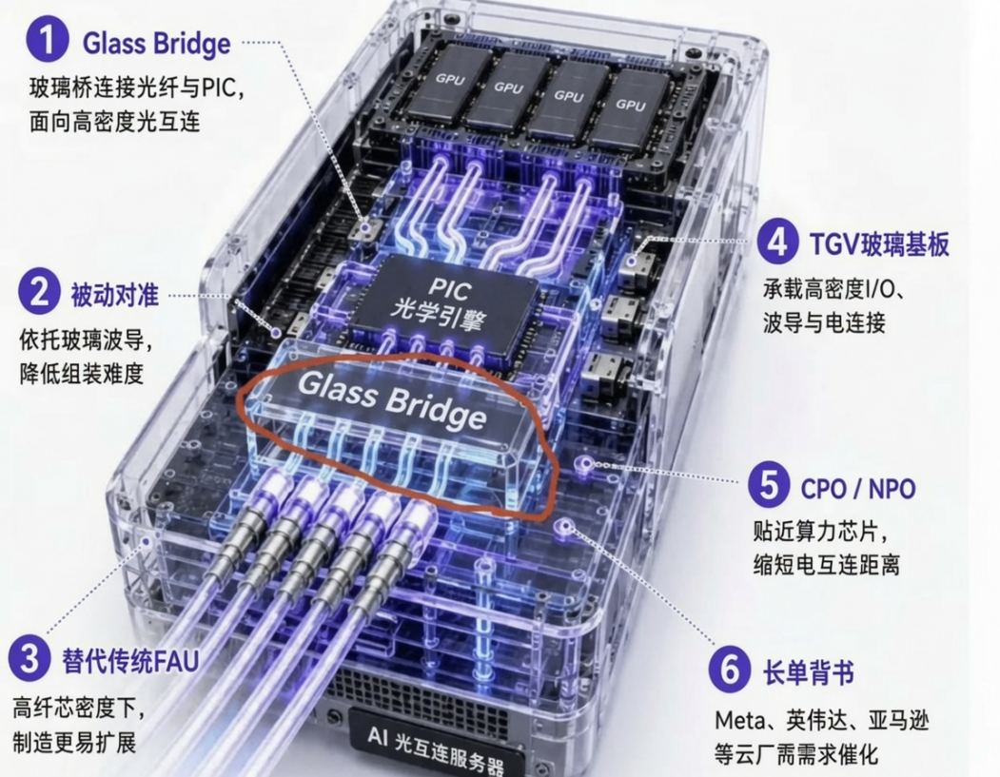 1 Glass Bridge
玻璃桥连接光纤与PIC，
面向高密度光互连
GPU
GPU
GPU
GPU
4 TGV玻璃基板
承载高密度I/O、
波导与电连接
2 被动对准
依托玻璃波导，
降低组装难度
PIC
光学引擎
Glass Bridge
5 CPO / NPO
贴近算力芯片，
缩短电互连距离
3 替代传统FAU
高纤芯密度下，
制造更易扩展
6 长单背书
Meta、英伟达、亚马逊
等云厂需需求催化
AI 光互连服务器